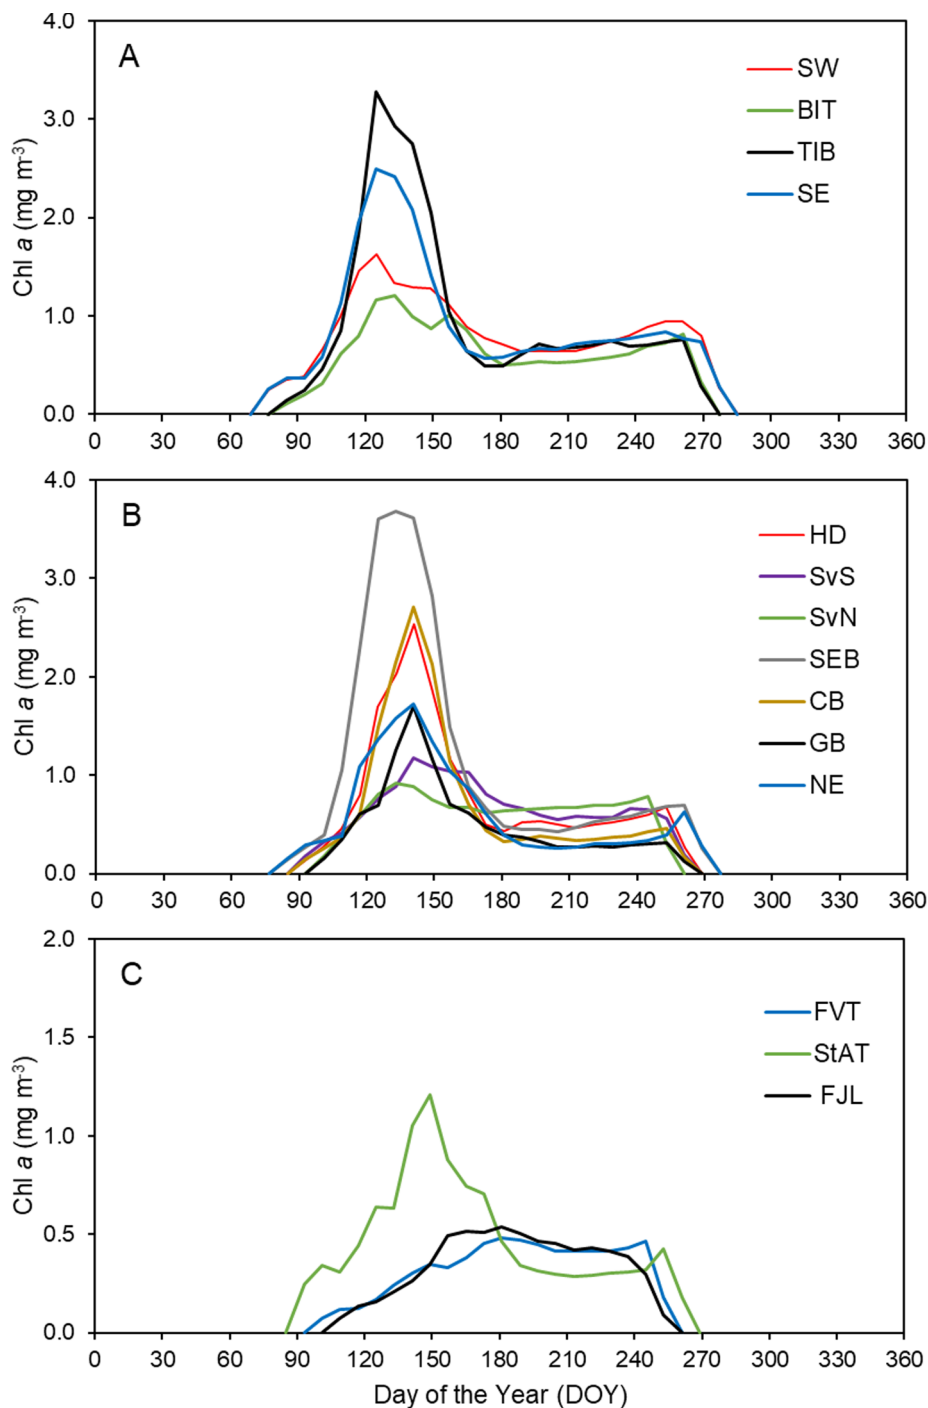 4.0
A
SW
3.0
BIT
TIB
SE
2.0
Chl a (mg m-3)
1.0
0.0
0 30 60 90 120 150 180 210 240 270 300 330 360
4.0
B
HD
SvS
3.0
SvN
SEB
CB
2.0
GB
NE
Chl a (mg m-3)
1.0
0.0
0 30 60 90 120 150 180 210 240 270 300 330 360
2.0
C
FVT
1.5
StAT
FJL
Chl a (mg m-3)
1.0
0.5
0.0
0 30 60 90 120 150 180 210 240 270 300 330 360
Day of the Year (DOY)